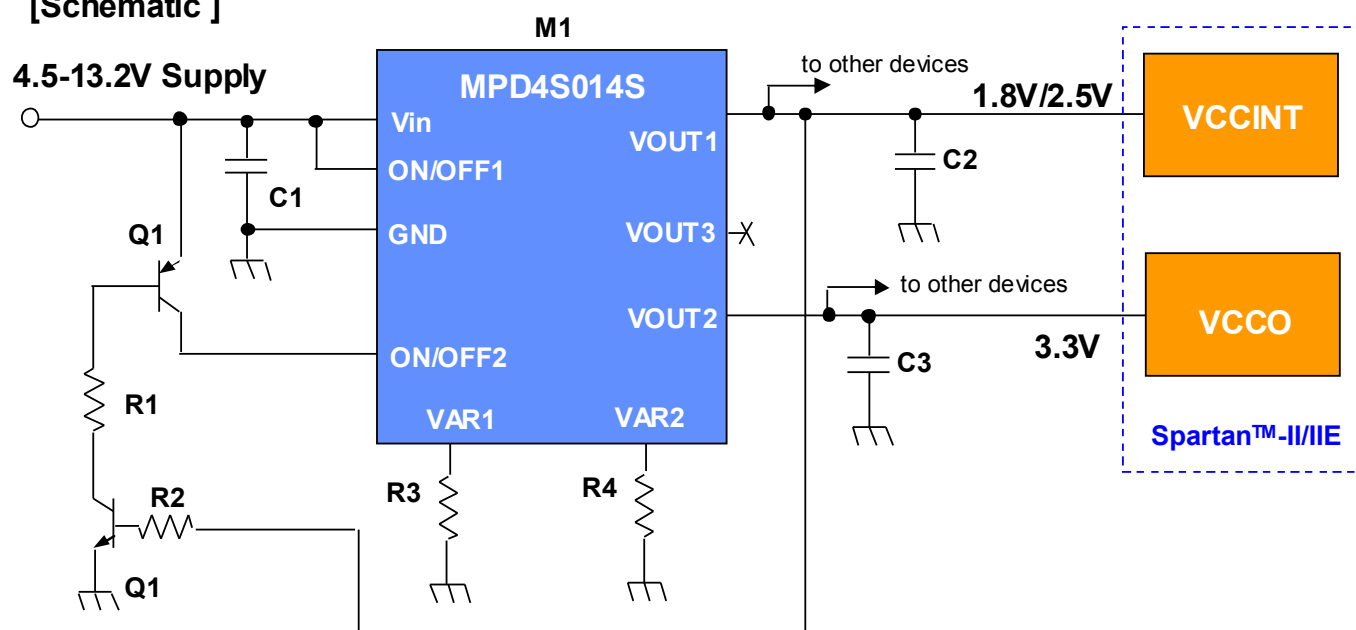 [Schematic ]
M1
4.5-13.2V Supply
MPD4S014S
to other devices
1.8V/2.5V
VCCINT
Vin
VOUT1
ON/OFF1
C1
C2
Q1
GND
VOUT3
to other devices
VOUT2
VCCO
3.3V
ON/OFF2
C3
R1
VAR1
VAR2
Spartan™-II/IIE
R2
R3
R4
Q1